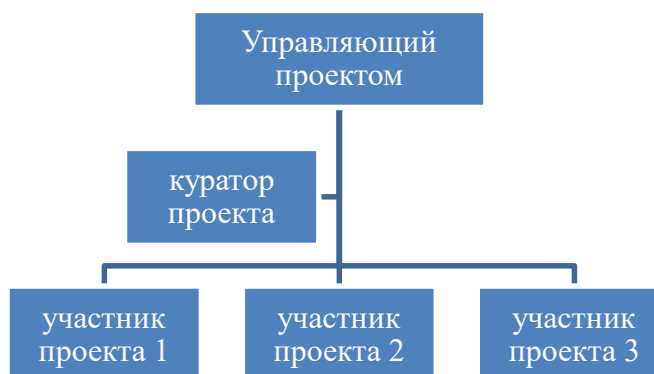 Управляющий
проектом
куратор
проекта
участник
проекта 1
участник
проекта 2
участник
проекта 3